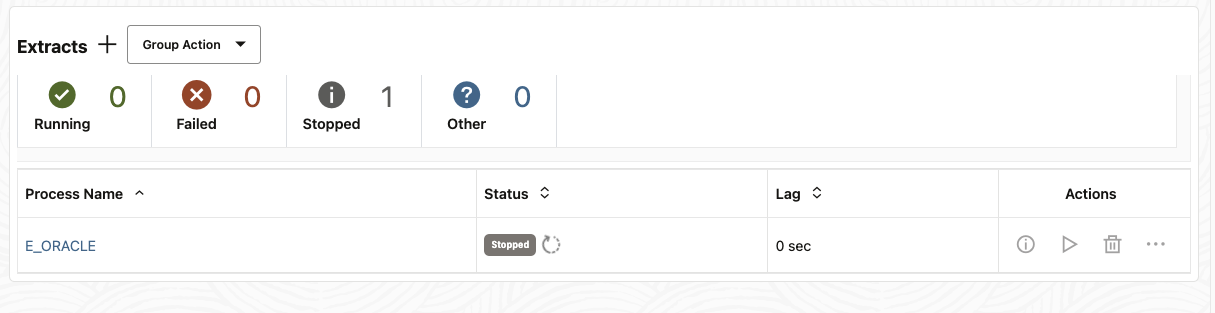 Extracts Group Action
0 0 1 0
Running Failed Stopped Other
Process Name Status Lag Actions
E_ORACLE Stopped 0 sec